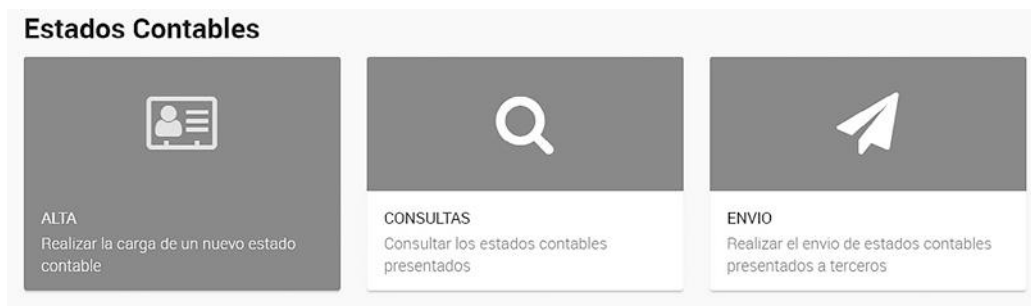 Estados Contables
ALTA
Realizar la carga de un nuevo estado
contable
CONSULTAS
Consultar los estados contables
presentados
ENVIO
Realizar el envio de estados contables
presentados a terceros